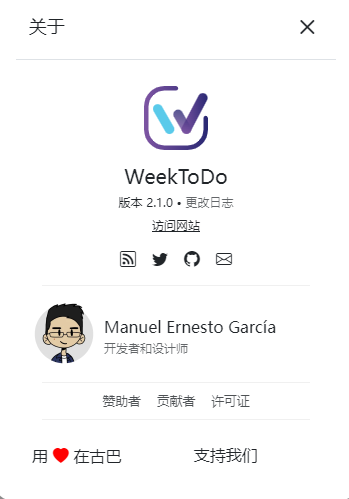 关于
WeekToDo
版本 2.1.0 • 更改日志
访问网站
Manuel Ernesto García
开发者和设计师
赞助者 贡献者 许可证
用 ❤ 在古巴 支持我们